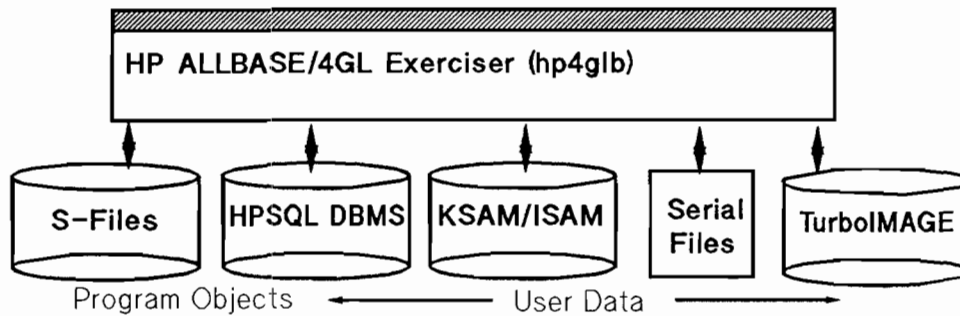 HP ALLBASE/4GL Exerciser (hp4glb)
S-Files
HPSQL DBMS
KSAM/ISAM
Serial
Files
TurboIMAGE
Program Objects
User Data